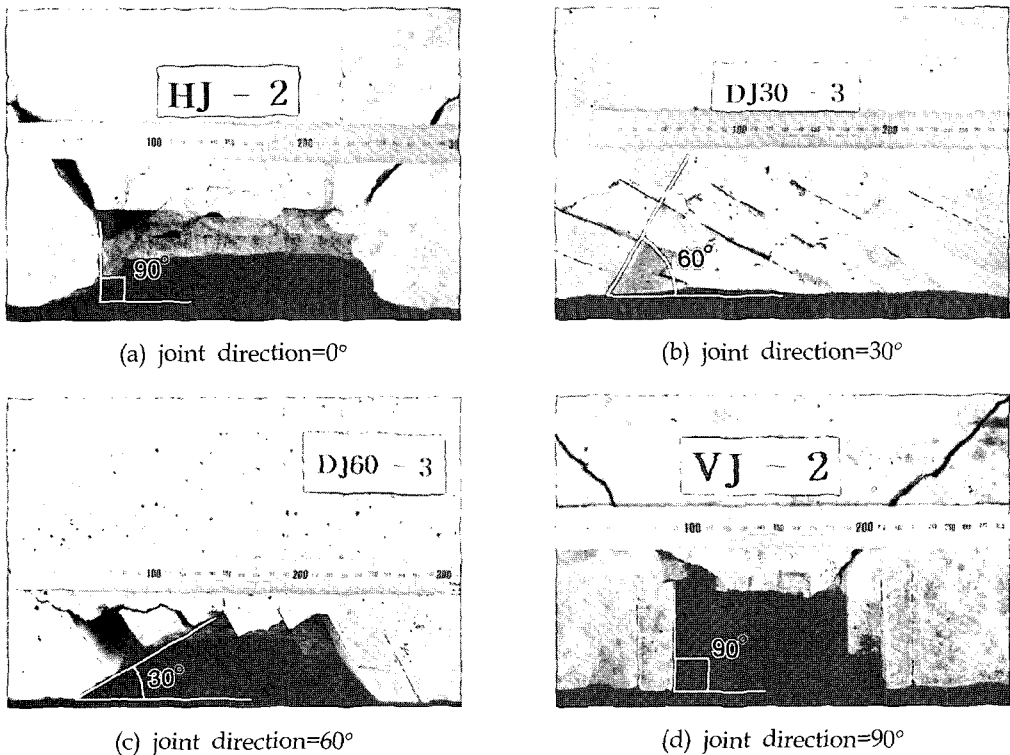 HJ - 2
100
200
90°
(a) joint direction=0°
DJ30 - 3
100
200
60°
(b) joint direction=30°
DJ60 - 3
100
200
30°
(c) joint direction=60°
VJ - 2
100
200
90°
(d) joint direction=90°